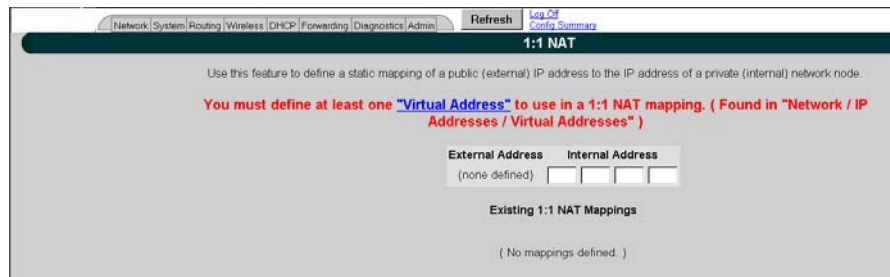 Network System Routing Wireless DHCP Forwarding Diagnostics Admin Refresh Log Off
Config Summary
1:1 NAT
Use this feature to define a static mapping of a public (external) IP address to the IP address of a private (internal) network node.
You must define at least one "Virtual Address" to use in a 1:1 NAT mapping. ( Found in "Network / IP
Addresses / Virtual Addresses" )
External Address Internal Address
(none defined)
Existing 1:1 NAT Mappings
( No mappings defined. )